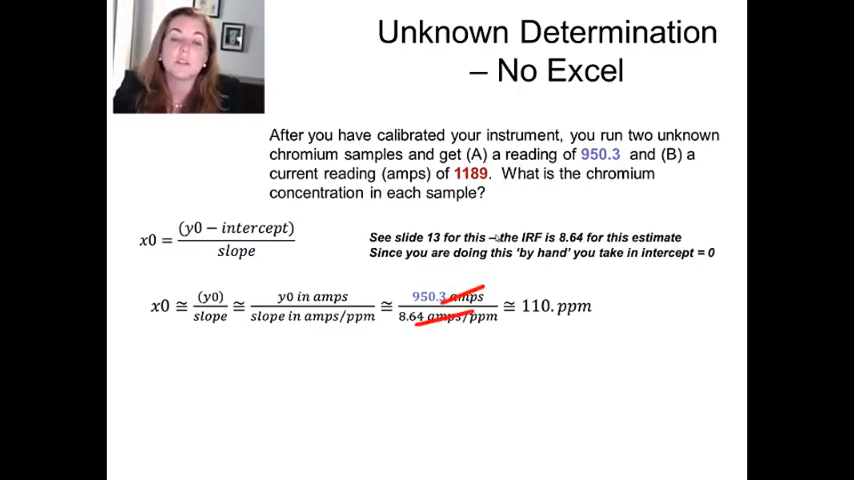 Unknown Determination
– No Excel
After you have calibrated your instrument, you run two unknown
chromium samples and get (A) a reading of 950.3 and (B) a
current reading (amps) of 1189. What is the chromium
concentration in each sample?
x0 = (y0 − intercept) / slope
See slide 13 for this – the IRF is 8.64 for this estimate
Since you are doing this 'by hand' you take in intercept = 0
x0 ≅ (y0) / slope ≅ y0 in amps / slope in amps/ppm ≅ 950.3 amps / 8.64 amps/ppm ≅ 110. ppm